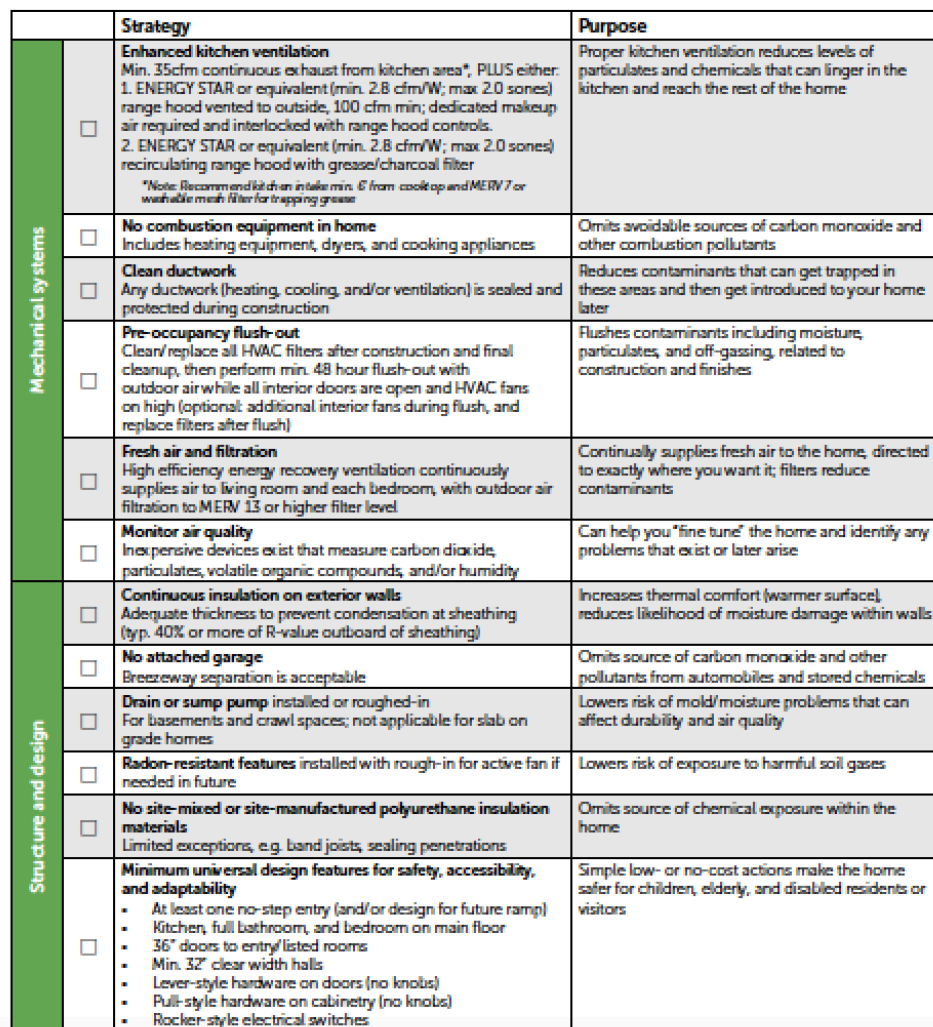 Strategy
Purpose
Mechanical systems
Enhanced kitchen ventilation
Min. 35cfm continuous exhaust from kitchen area*, PLUS either:
1. ENERGY STAR or equivalent (min. 2.8 cfm/W; max 2.0 sones)
range hood vented to outside, 100 cfm min; dedicated makeup
air required and interlocked with range hood controls.
2. ENERGY STAR or equivalent (min. 2.8 cfm/W; max 2.0 sones)
recirculating range hood with grease/charcoal filter
*Note: Recommend kitchen intake min. 6' from cooktop and MERV 7 or
washable mesh filter for trapping grease
Proper kitchen ventilation reduces levels of
particulates and chemicals that can linger in the
kitchen and reach the rest of the home
No combustion equipment in home
Includes heating equipment, dryers, and cooking appliances
Omits avoidable sources of carbon monoxide and
other combustion pollutants
Clean ductwork
Any ductwork (heating, cooling, and/or ventilation) is sealed and
protected during construction
Reduces contaminants that can get trapped in
these areas and then get introduced to your home
later
Pre-occupancy flush-out
Clean/replace all HVAC filters after construction and final
cleanup, then perform min. 48 hour flush-out with
outdoor air while all interior doors are open and HVAC fans
on high (optional: additional interior fans during flush, and
replace filters after flush)
Flushes contaminants including moisture,
particulates, and off-gassing, related to
construction and finishes
Fresh air and filtration
High efficiency energy recovery ventilation continuously
supplies air to living room and each bedroom, with outdoor air
filtration to MERV 13 or higher filter level
Continually supplies fresh air to the home, directed
to exactly where you want it; filters reduce
contaminants
Monitor air quality
Inexpensive devices exist that measure carbon dioxide,
particulates, volatile organic compounds, and/or humidity
Can help you "fine tune" the home and identify any
problems that exist or later arise
Structure and design
Continuous insulation on exterior walls
Adequate thickness to prevent condensation at sheathing
(typ. 40% or more of R-value outboard of sheathing)
Increases thermal comfort (warmer surface),
reduces likelihood of moisture damage within walls
No attached garage
Breezeway separation is acceptable
Omits source of carbon monoxide and other
pollutants from automobiles and stored chemicals
Drain or sump pump installed or roughed-in
For basements and crawl spaces; not applicable for slab on
grade homes
Lowers risk of mold/moisture problems that can
affect durability and air quality
Radon-resistant features installed with rough-in for active fan if
needed in future
Lowers risk of exposure to harmful soil gases
No site-mixed or site-manufactured polyurethane insulation
materials
Limited exceptions, e.g. band joists, sealing penetrations
Omits source of chemical exposure within the
home
Minimum universal design features for safety, accessibility,
and adaptability
▪ At least one no-step entry (and/or design for future ramp)
▪ Kitchen, full bathroom, and bedroom on main floor
▪ 36" doors to entry/listed rooms
▪ Min. 32" clear width halls
▪ Lever-style hardware on doors (no knobs)
▪ Pull-style hardware on cabinetry (no knobs)
▪ Rocker-style electrical switches
Simple low- or no-cost actions make the home
safer for children, elderly, and disabled residents or
visitors